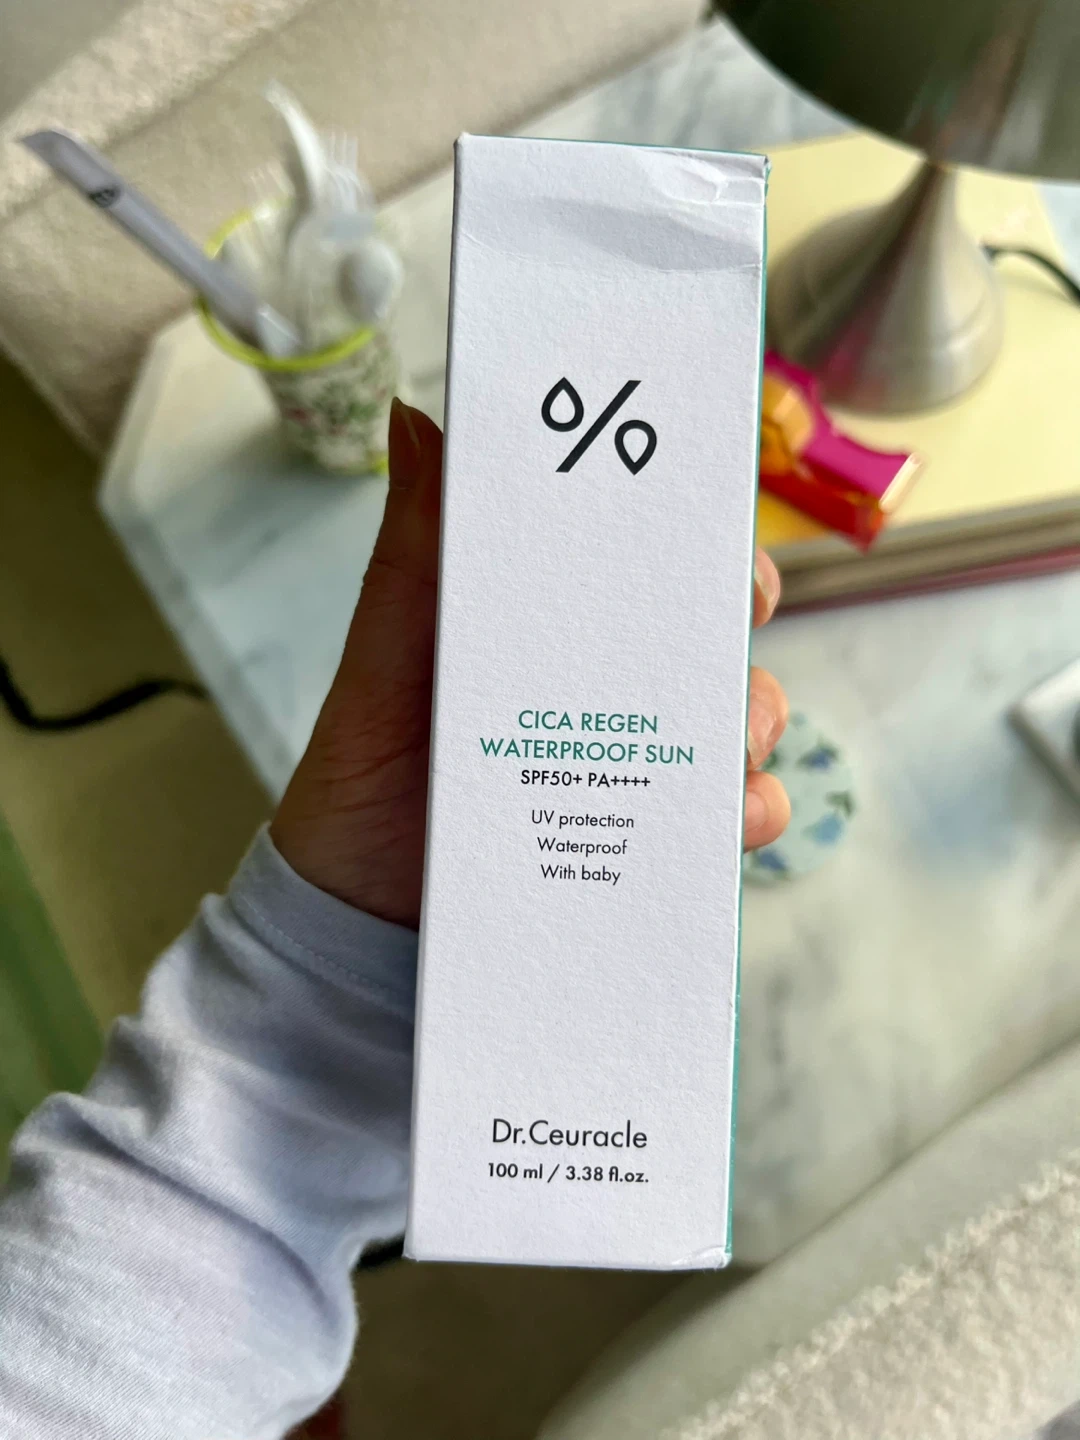 %
CICA REGEN
WATERPROOF SUN
SPF50+ PA++++
UV protection
Waterproof
With baby
Dr.Ceuracle
100 ml / 3.38 fl.oz.